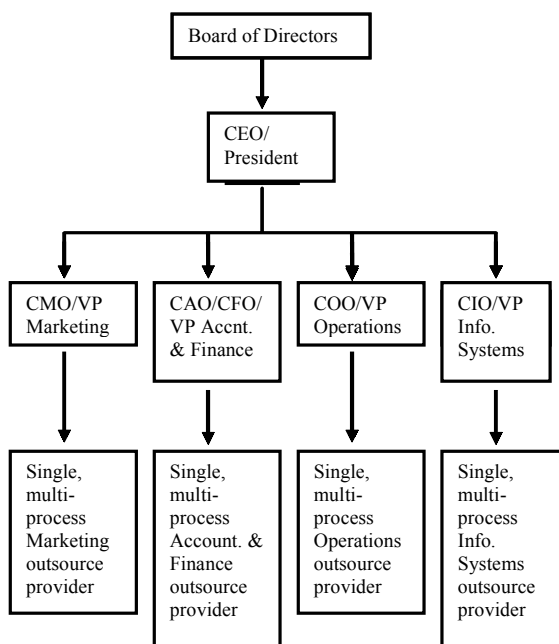 Board of Directors
CEO/
President
CMO/VP
Marketing
CAO/CFO/
VP Accnt.
& Finance
COO/VP
Operations
CIO/VP
Info.
Systems
Single,
multi-
process
Marketing
outsource
provider
Single,
multi-
process
Account. &
Finance
outsource
provider
Single,
multi-
process
Operations
outsource
provider
Single,
multi-
process
Info.
Systems
outsource
provider